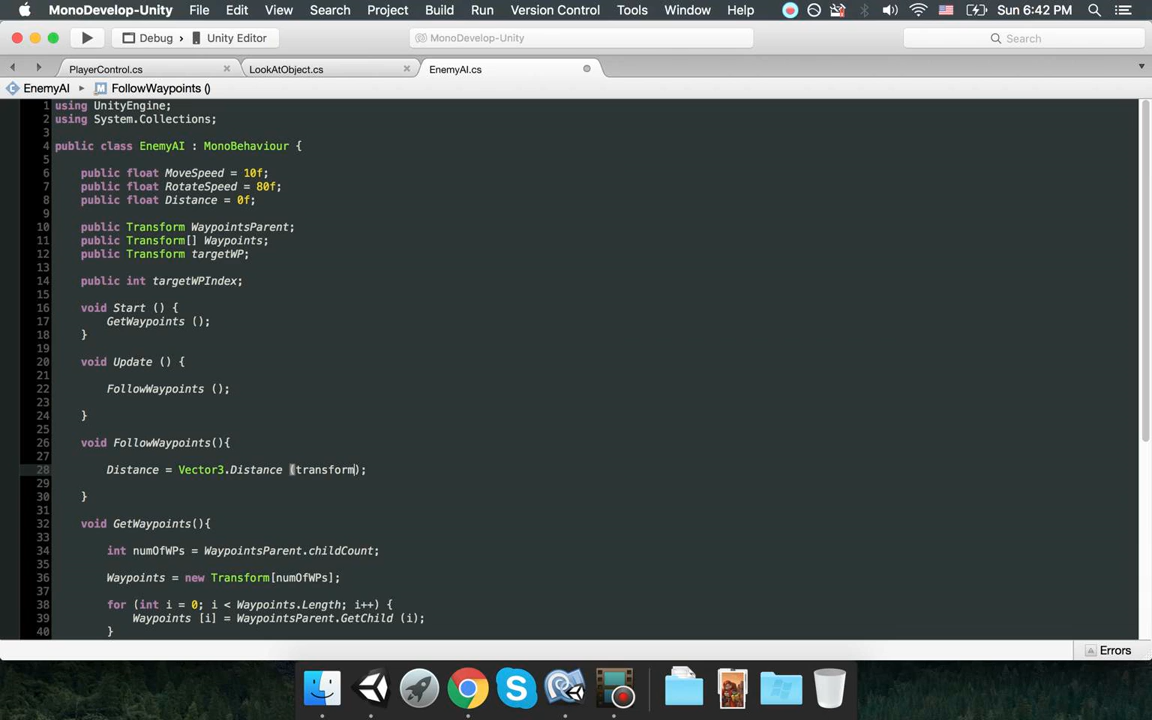 MonoDevelop-Unity File Edit View Search Project Build Run Version Control Tools Window Help Sun 6:42 PM
Debug › Unity Editor MonoDevelop-Unity Search
PlayerControl.cs × LookAtObject.cs × EnemyAI.cs
EnemyAI ▸ M FollowWaypoints ()
1 using UnityEngine;
2 using System.Collections;
3
4 public class EnemyAI : MonoBehaviour {
5
6 public float MoveSpeed = 10f;
7 public float RotateSpeed = 80f;
8 public float Distance = 0f;
9
10 public Transform WaypointsParent;
11 public Transform[] Waypoints;
12 public Transform targetWP;
13
14 public int targetWPIndex;
15
16 void Start () {
17 GetWaypoints ();
18 }
19
20 void Update () {
21
22 FollowWaypoints ();
23
24 }
25
26 void FollowWaypoints(){
27
28 Distance = Vector3.Distance (transform);
29
30 }
31
32 void GetWaypoints(){
33
34 int numOfWPs = WaypointsParent.childCount;
35
36 Waypoints = new Transform[numOfWPs];
37
38 for (int i = 0; i < Waypoints.Length; i++) {
39 Waypoints [i] = WaypointsParent.GetChild (i);
40 }
Errors